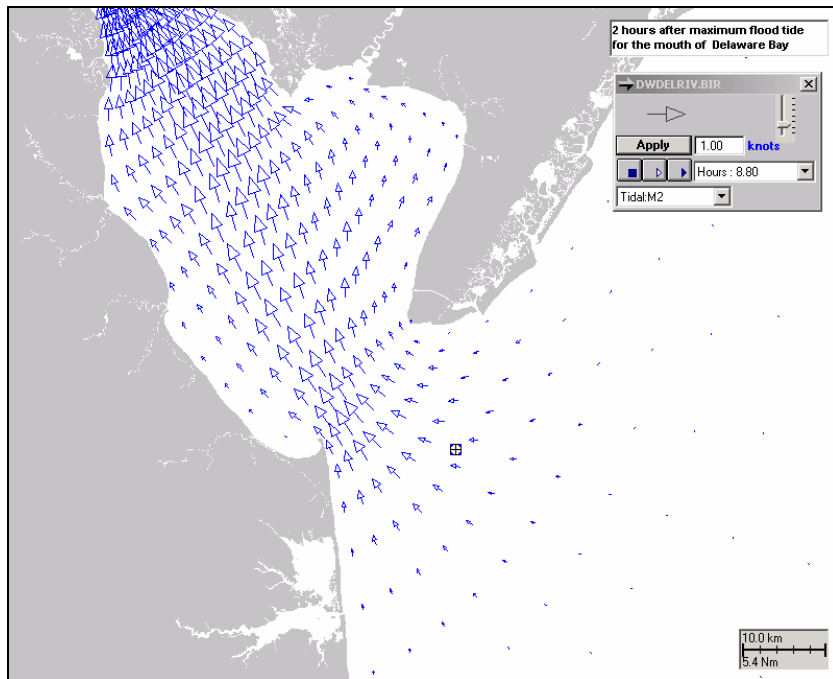 2 hours after maximum flood tide
for the mouth of Delaware Bay
DWDELRIV.BIR
Apply
1.00
knots
Hours : 8.80
Tidal:M2
10.0 km
5.4 Nm